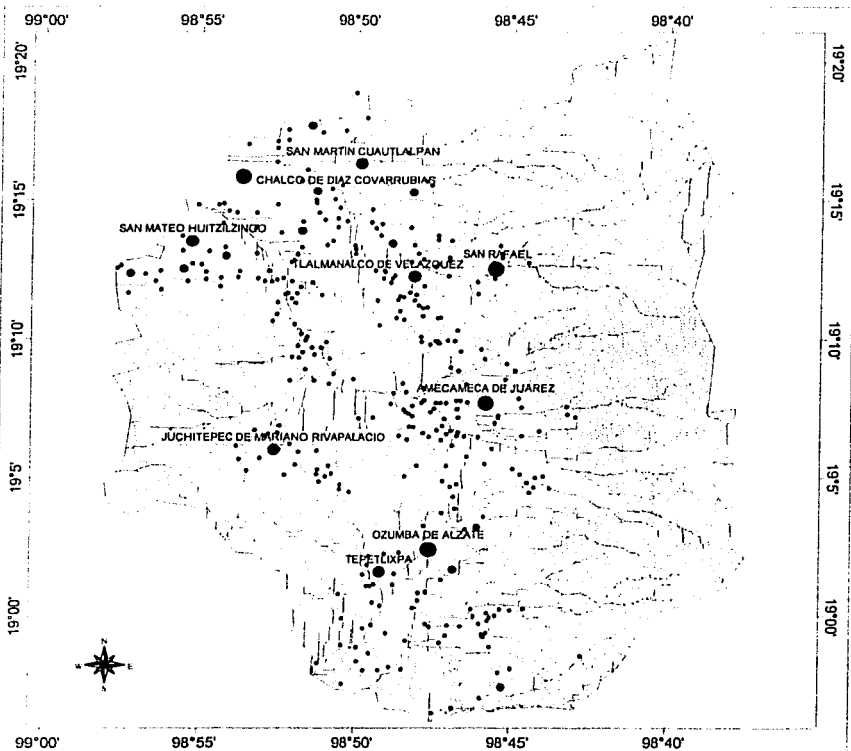 99°00' 98°55' 98°50' 98°45' 98°40'
19°20' 19°20'
SAN MARTIN CUAUTLALPAN
CHALCO DE DIAZ COVARRUBIAS
19°15' 19°15'
SAN MATEO HUITZILZINGO
SAN RAFAEL
TLALMANALCO DE VELAZQUEZ
19°10' 19°10'
AMECAMECA DE JUAREZ
JUCHITEPEC DE MARIANO RIVAPALACIO
19°5' 19°5'
OZUMBA DE ALZATE
TEPETLIXPA
19°00' 19°00'
N
W E
S
99°00' 98°55' 98°50' 98°45' 98°40'